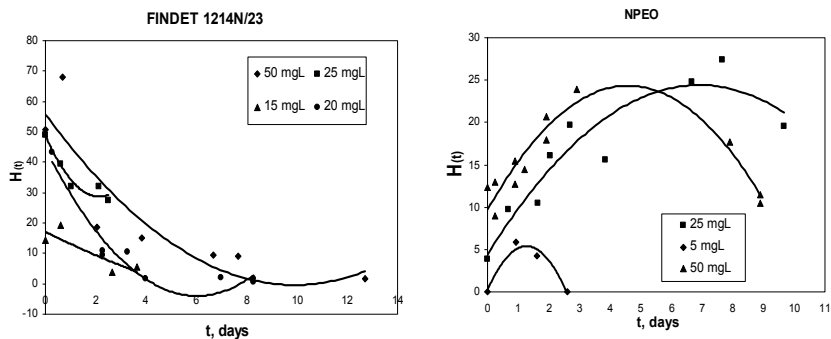 FINDET 1214N/23
80
70
60
50
40
30
20
10
0
-10
H(t)
50 mgL 25 mgL
15 mgL 20 mgL
0 2 4 6 8 10 12 14
t, days
NPEO
30
25
20
15
10
5
0
H(t)
25 mgL
5 mgL
50 mgL
0 1 2 3 4 5 6 7 8 9 10 11
t, days